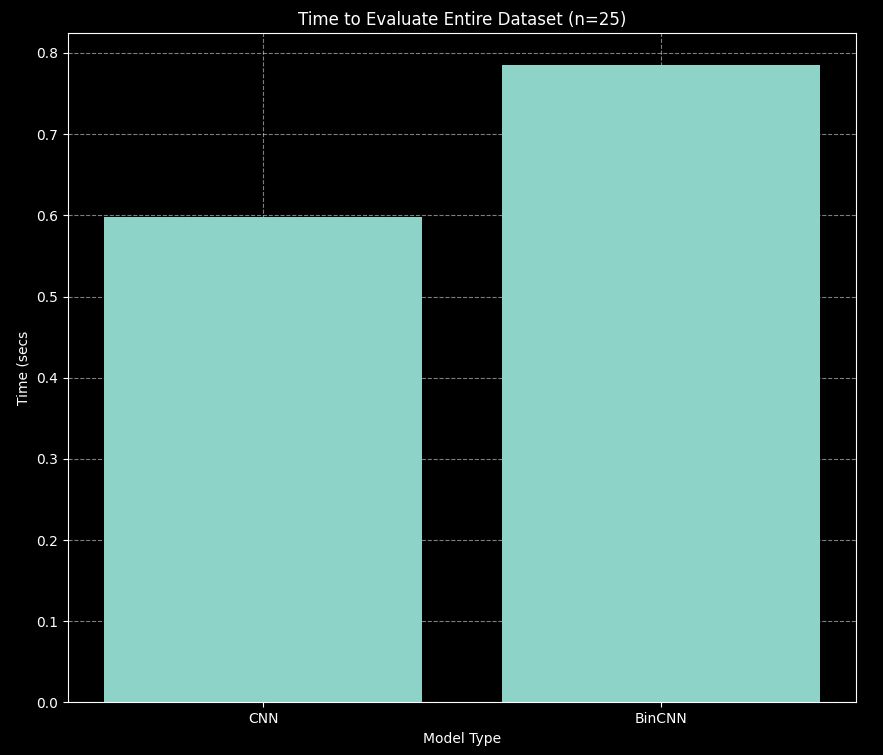 Time to Evaluate Entire Dataset (n=25)
0.8
0.7
0.6
0.5
0.4
0.3
0.2
0.1
0.0
Time (secs
CNN BinCNN
Model Type